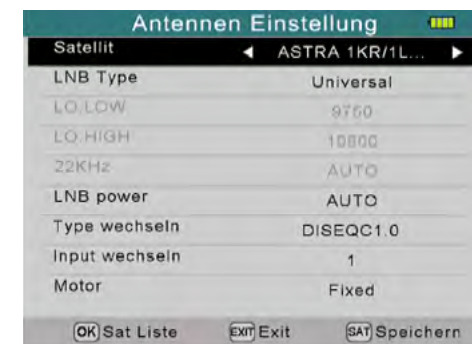 Antennen Einstellung
Satellit ASTRA 1KR/1L...
LNB Type Universal
LO.LOW 9750
LO.HIGH 10600
22KHz AUTO
LNB power AUTO
Type wechseln DISEQC1.0
Input wechseln 1
Motor Fixed
OK Sat Liste EXIT Exit SAT Speichern